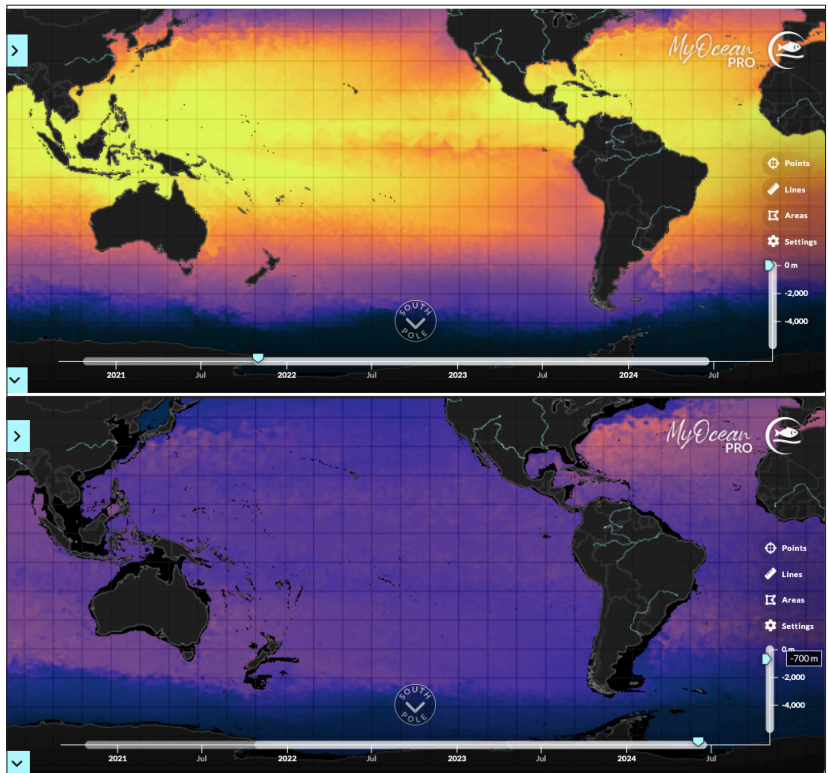 MyOcean
PRO
Points
Lines
Areas
Settings
0 m
-2,000
-4,000
SOUTH
POLE
2021
Jul
2022
Jul
2023
Jul
2024
Jul
MyOcean
PRO
Points
Lines
Areas
Settings
0 m
-700 m
-2,000
-4,000
SOUTH
POLE
2021
Jul
2022
Jul
2023
Jul
2024
Jul